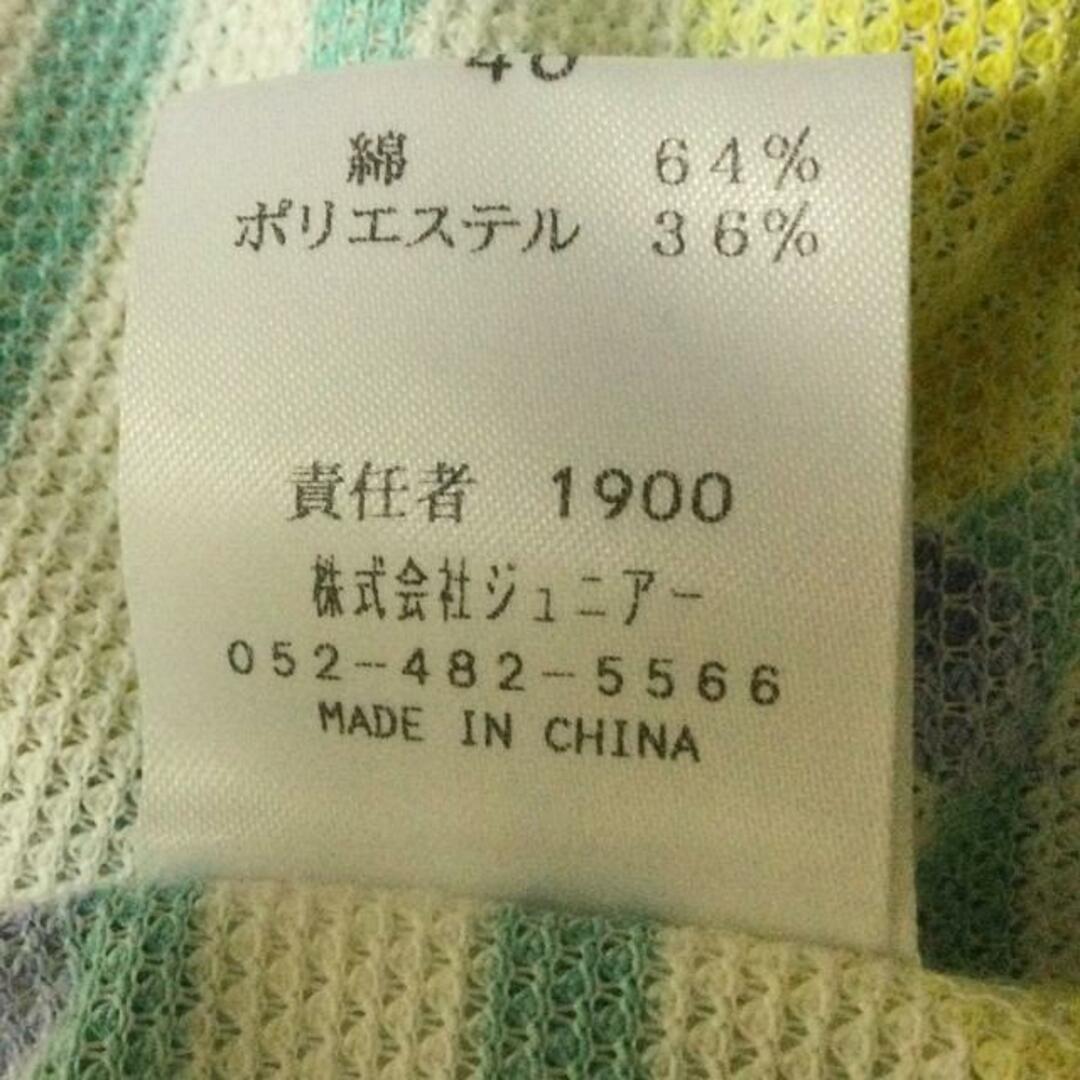 40
綿 64%
ポリエステル 36%
責任者 1900
株式会社ジュニアー
052-482-5566
MADE IN CHINA